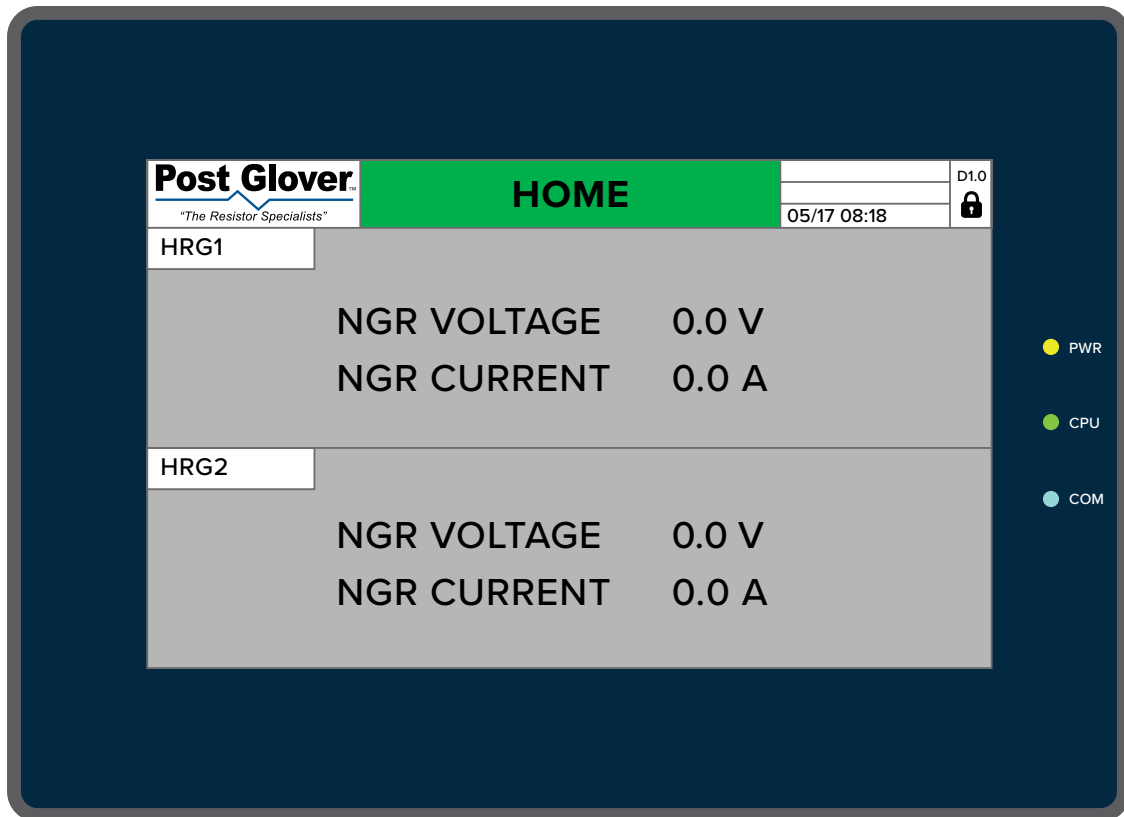 Post Glover™
"The Resistor Specialists"
HOME
05/17 08:18
D1.0
HRG1
NGR VOLTAGE 0.0 V
NGR CURRENT 0.0 A
HRG2
NGR VOLTAGE 0.0 V
NGR CURRENT 0.0 A
PWR
CPU
COM